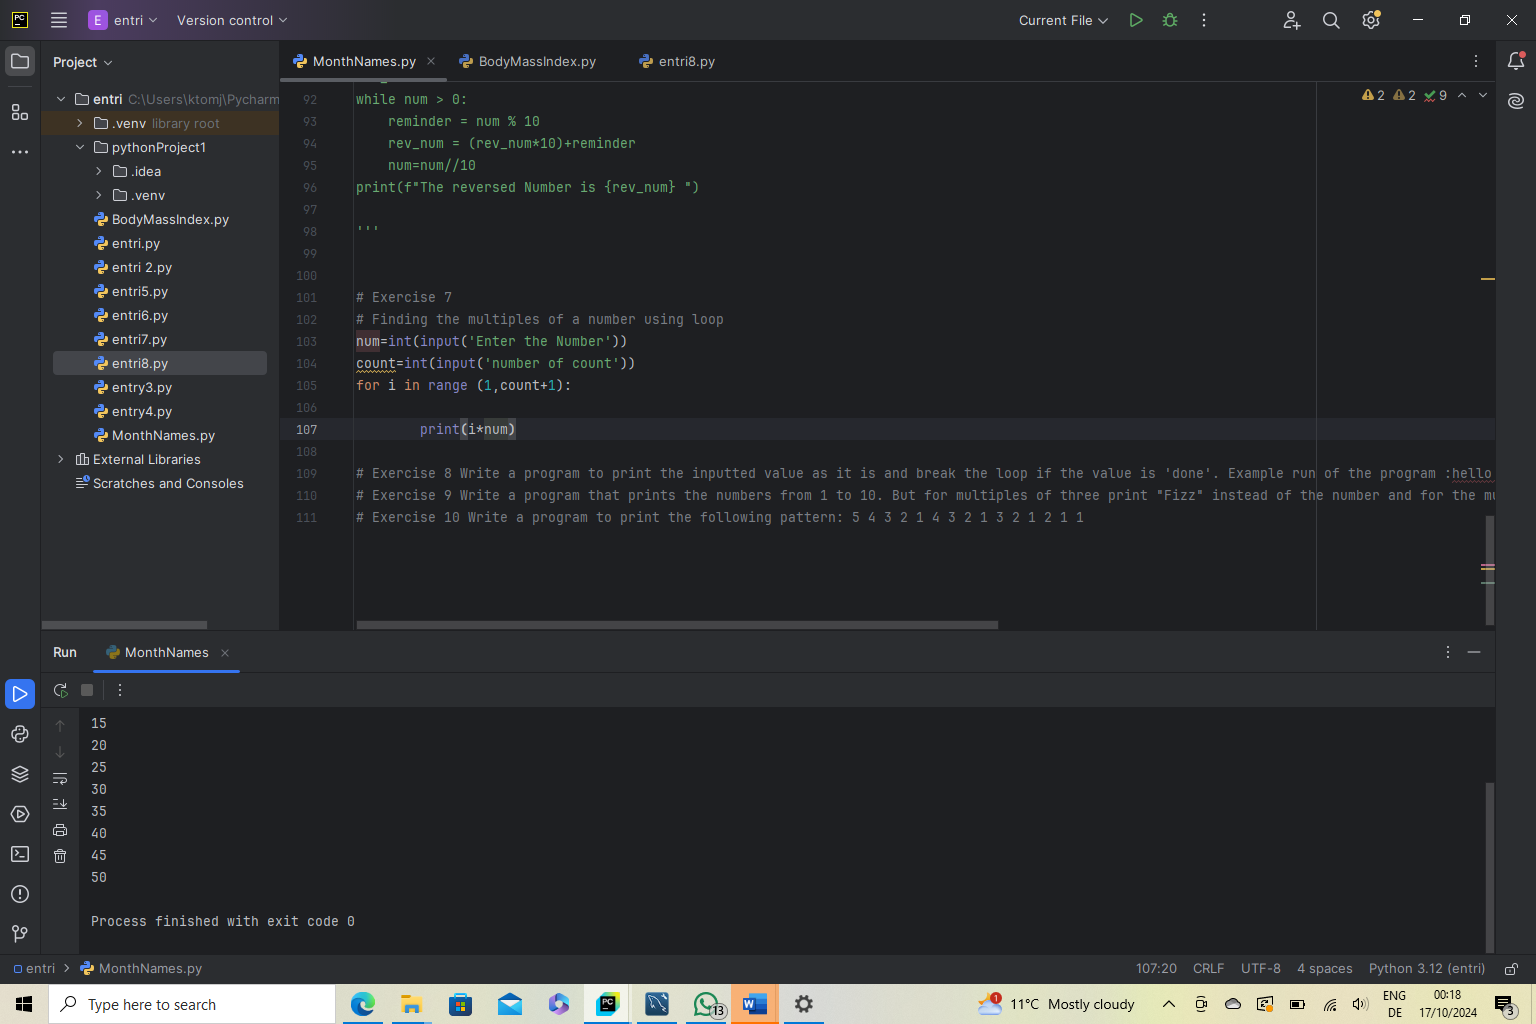 PC
E entri
Version control
Current File
Project
MonthNames.py
BodyMassIndex.py
entri8.py
entri C:\Users\ktomj\Pycharm
.venv library root
pythonProject1
.idea
.venv
BodyMassIndex.py
entri.py
entri 2.py
entri5.py
entri6.py
entri7.py
entri8.py
entry3.py
entry4.py
MonthNames.py
External Libraries
Scratches and Consoles
2 2 9
92 while num > 0:
93 reminder = num % 10
94 rev_num = (rev_num*10)+reminder
95 num=num//10
96 print(f"The reversed Number is {rev_num} ")
97
98 '''
99
100
101 # Exercise 7
102 # Finding the multiples of a number using loop
103 num=int(input('Enter the Number'))
104 count=int(input('number of count'))
105 for i in range (1,count+1):
106
107 print(i*num)
108
109 # Exercise 8 Write a program to print the inputted value as it is and break the loop if the value is 'done'. Example run of the program :hello
110 # Exercise 9 Write a program that prints the numbers from 1 to 10. But for multiples of three print "Fizz" instead of the number and for the mu
111 # Exercise 10 Write a program to print the following pattern: 5 4 3 2 1 4 3 2 1 3 2 1 2 1 1
Run
MonthNames
15
20
25
30
35
40
45
50
Process finished with exit code 0
entri
MonthNames.py
107:20
CRLF
UTF-8
4 spaces
Python 3.12 (entri)
Type here to search
PC
13
W
1
11°C Mostly cloudy
ENG
DE
00:18
17/10/2024
3